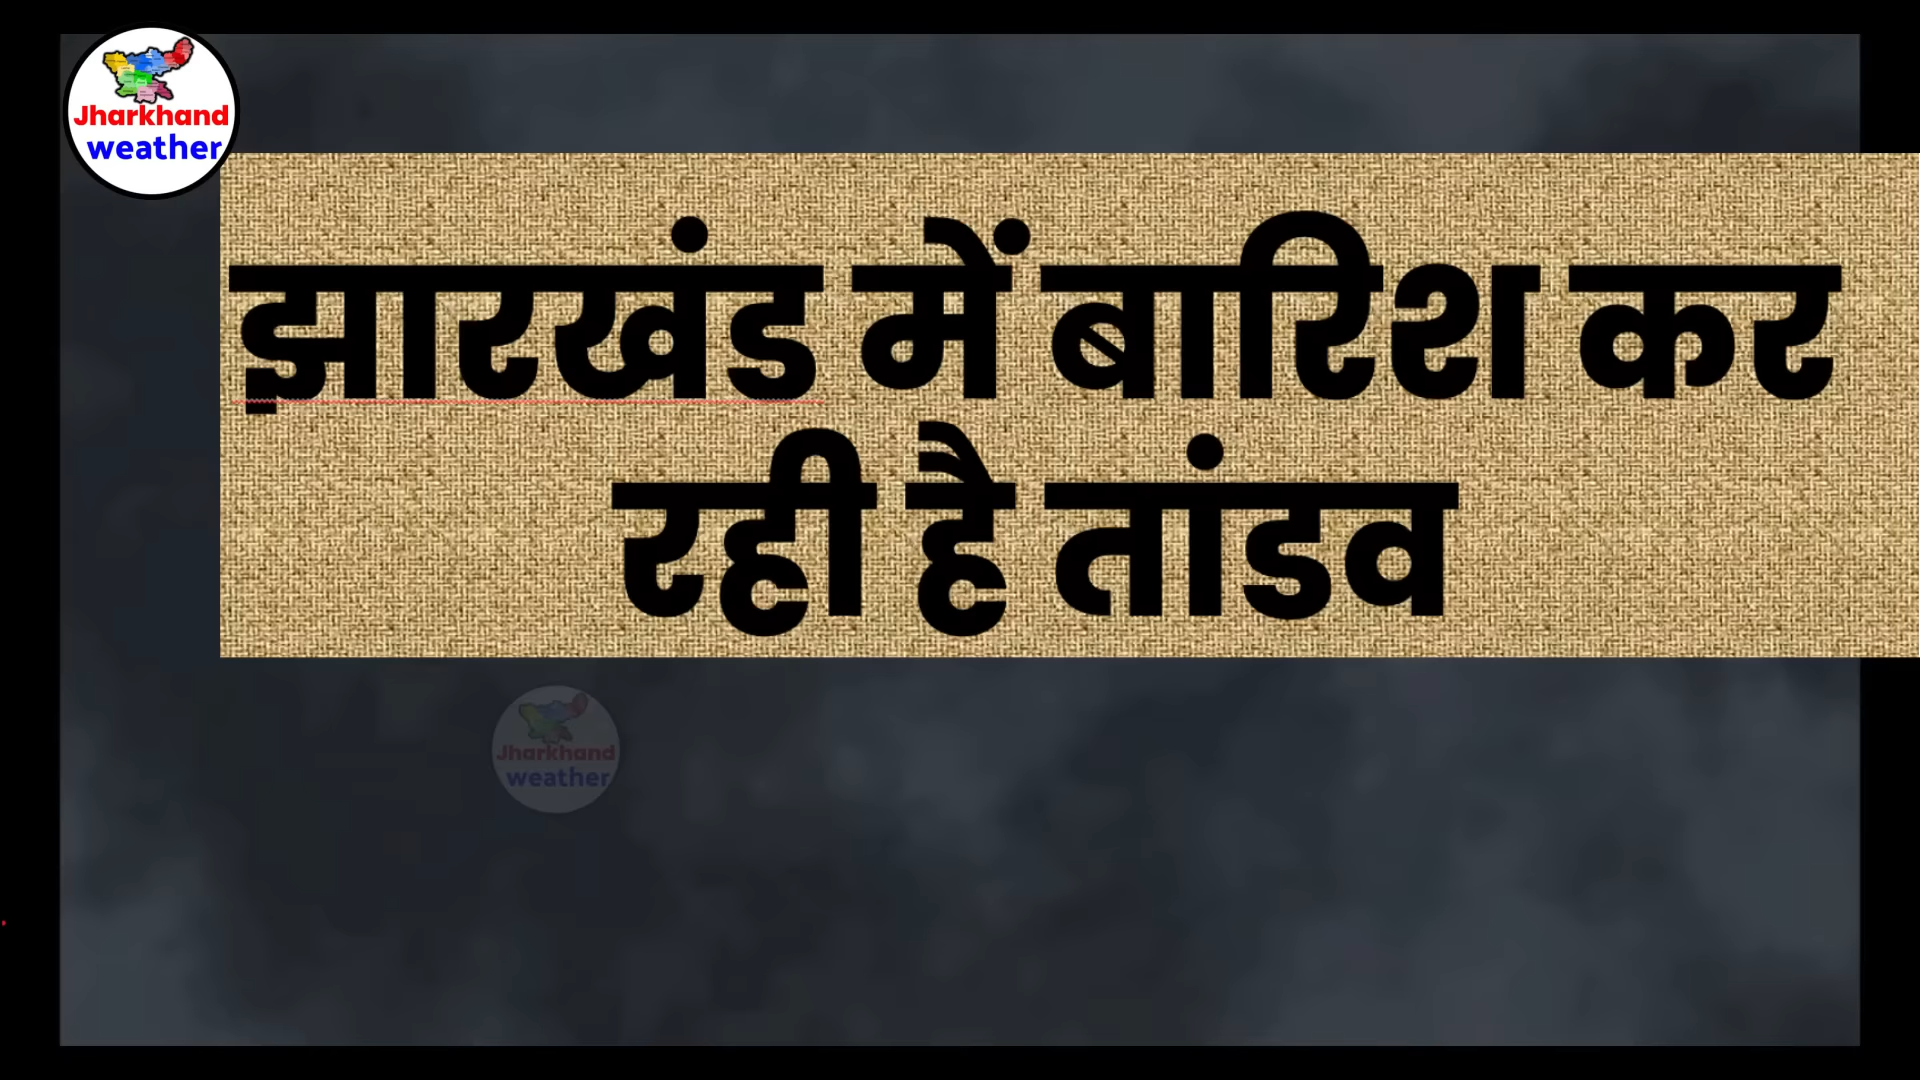 Jharkhand
weather
झारखंड में बारिश कर
रही है तांडव
Jharkhand
weather